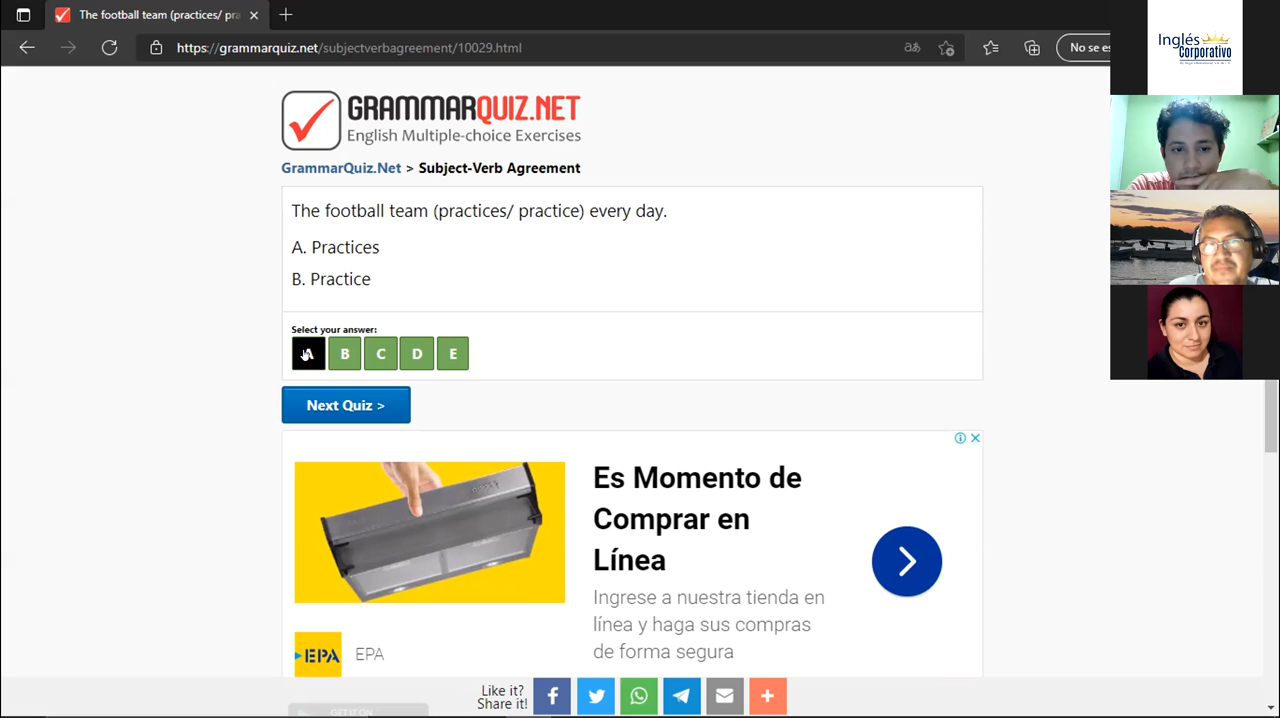 The football team (practices/ pra
https://grammarquiz.net/subjectverbagreement/10029.html
No se es
Inglés
Corporativo
GRAMMARQUIZ.NET
English Multiple-choice Exercises
GrammarQuiz.Net > Subject-Verb Agreement
The football team (practices/ practice) every day.
A. Practices
B. Practice
Select your answer:
A B C D E
Next Quiz >
Es Momento de
Comprar en
Línea
Ingrese a nuestra tienda en
línea y haga sus compras
de forma segura
EPA EPA
Like it?
Share it!
GET IT ON